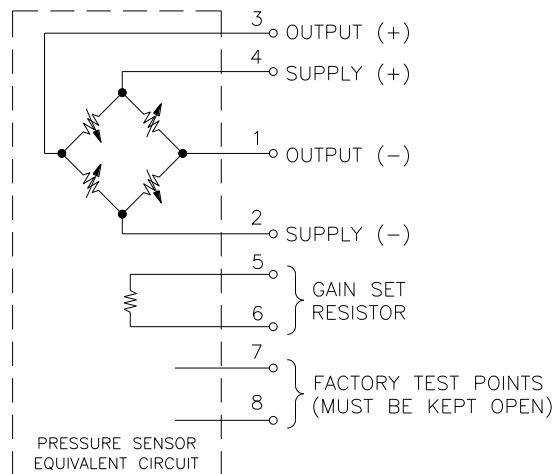 3 OUTPUT (+)
4 SUPPLY (+)
1 OUTPUT (−)
2 SUPPLY (−)
5
GAIN SET
RESISTOR
6
7
FACTORY TEST POINTS
(MUST BE KEPT OPEN)
8
PRESSURE SENSOR
EQUIVALENT CIRCUIT